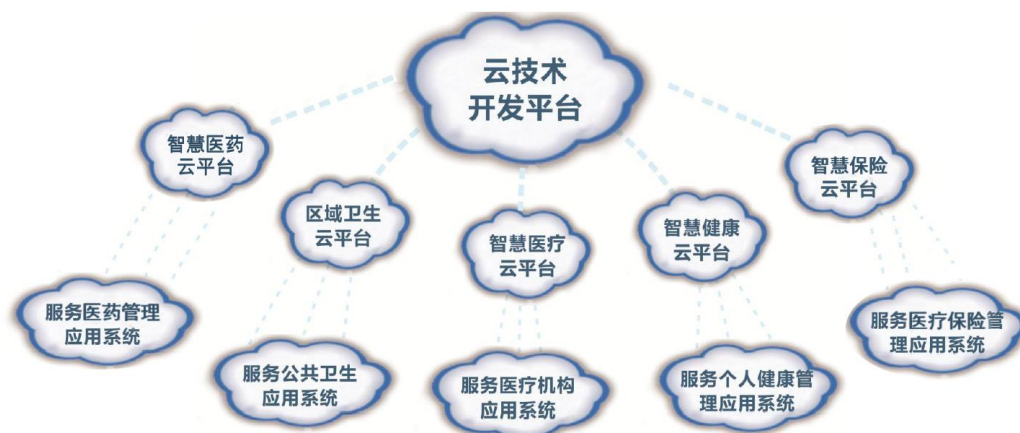 云技术
开发平台
智慧医药
云平台
区域卫生
云平台
智慧医疗
云平台
智慧健康
云平台
智慧保险
云平台
服务医药管理
应用系统
服务公共卫生
应用系统
服务医疗机构
应用系统
服务个人健康管
理应用系统
服务医疗保险管
理应用系统